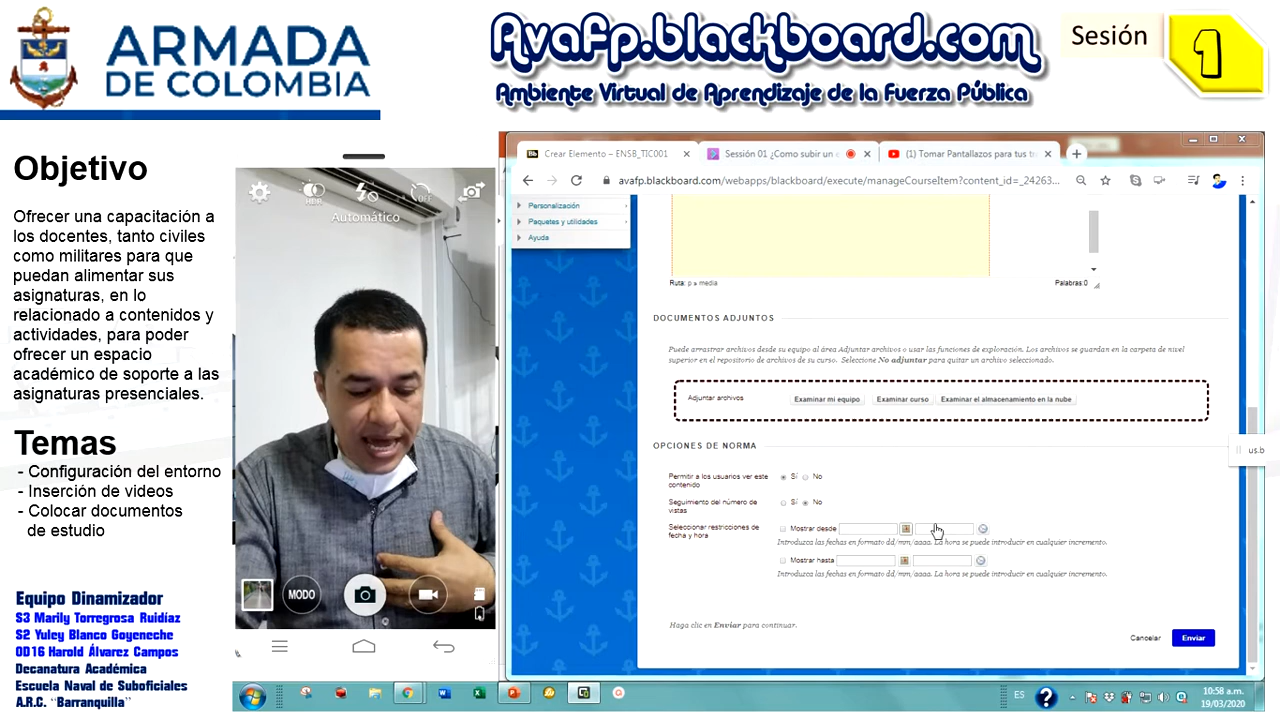 ARMADA
DE COLOMBIA
AvaFp.blackboard.com
Ambiente Virtual de Aprendizaje de la Fuerza Pública
Sesión
1
Objetivo
Ofrecer una capacitación a
los docentes, tanto civiles
como militares para que
puedan alimentar sus
asignaturas, en lo
relacionado a contenidos y
actividades, para poder
ofrecer un espacio
académico de soporte a las
asignaturas presenciales.
Temas
- Configuración del entorno
- Inserción de videos
- Colocar documentos
de estudio
Equipo Dinamizador
S3 Marily Torregrosa Ruidíaz
S2 Yuley Blanco Goyeneche
OD16 Harold Álvarez Campos
Decanatura Académica
Escuela Naval de Suboficiales
A.R.C. "Barranquilla"
HDR
OFF
Automático
MODO
Crear Elemento – ENSB_TIC001
Sessión 01 ¿Como subir un e
(1) Tomar Pantallazos para tus tr
avafp.blackboard.com/webapps/blackboard/execute/manageCourseItem?content_id=_24263...
Personalización
Paquetes y utilidades
Ayuda
Ruta: p » media
Palabras:0
DOCUMENTOS ADJUNTOS
Puede arrastrar archivos desde su equipo al área Adjuntar archivos o usar las funciones de exploración. Los archivos se guardan en la carpeta de nivel
superior en el repositorio de archivos de su curso. Seleccione No adjuntar para quitar un archivo seleccionado.
Adjuntar archivos
Examinar mi equipo
Examinar curso
Examinar el almacenamiento en la nube
OPCIONES DE NORMA
us.b
Permitir a los usuarios ver este
contenido
Sí No
Seguimiento del número de
vistas
Sí No
Seleccionar restricciones de
fecha y hora
Mostrar desde
Introduzca las fechas en formato dd/mm/aaaa. La hora se puede introducir en cualquier incremento.
Mostrar hasta
Introduzca las fechas en formato dd/mm/aaaa. La hora se puede introducir en cualquier incremento.
Haga clic en Enviar para continuar.
Cancelar
Enviar
ES
10:58 a.m.
19/03/2020